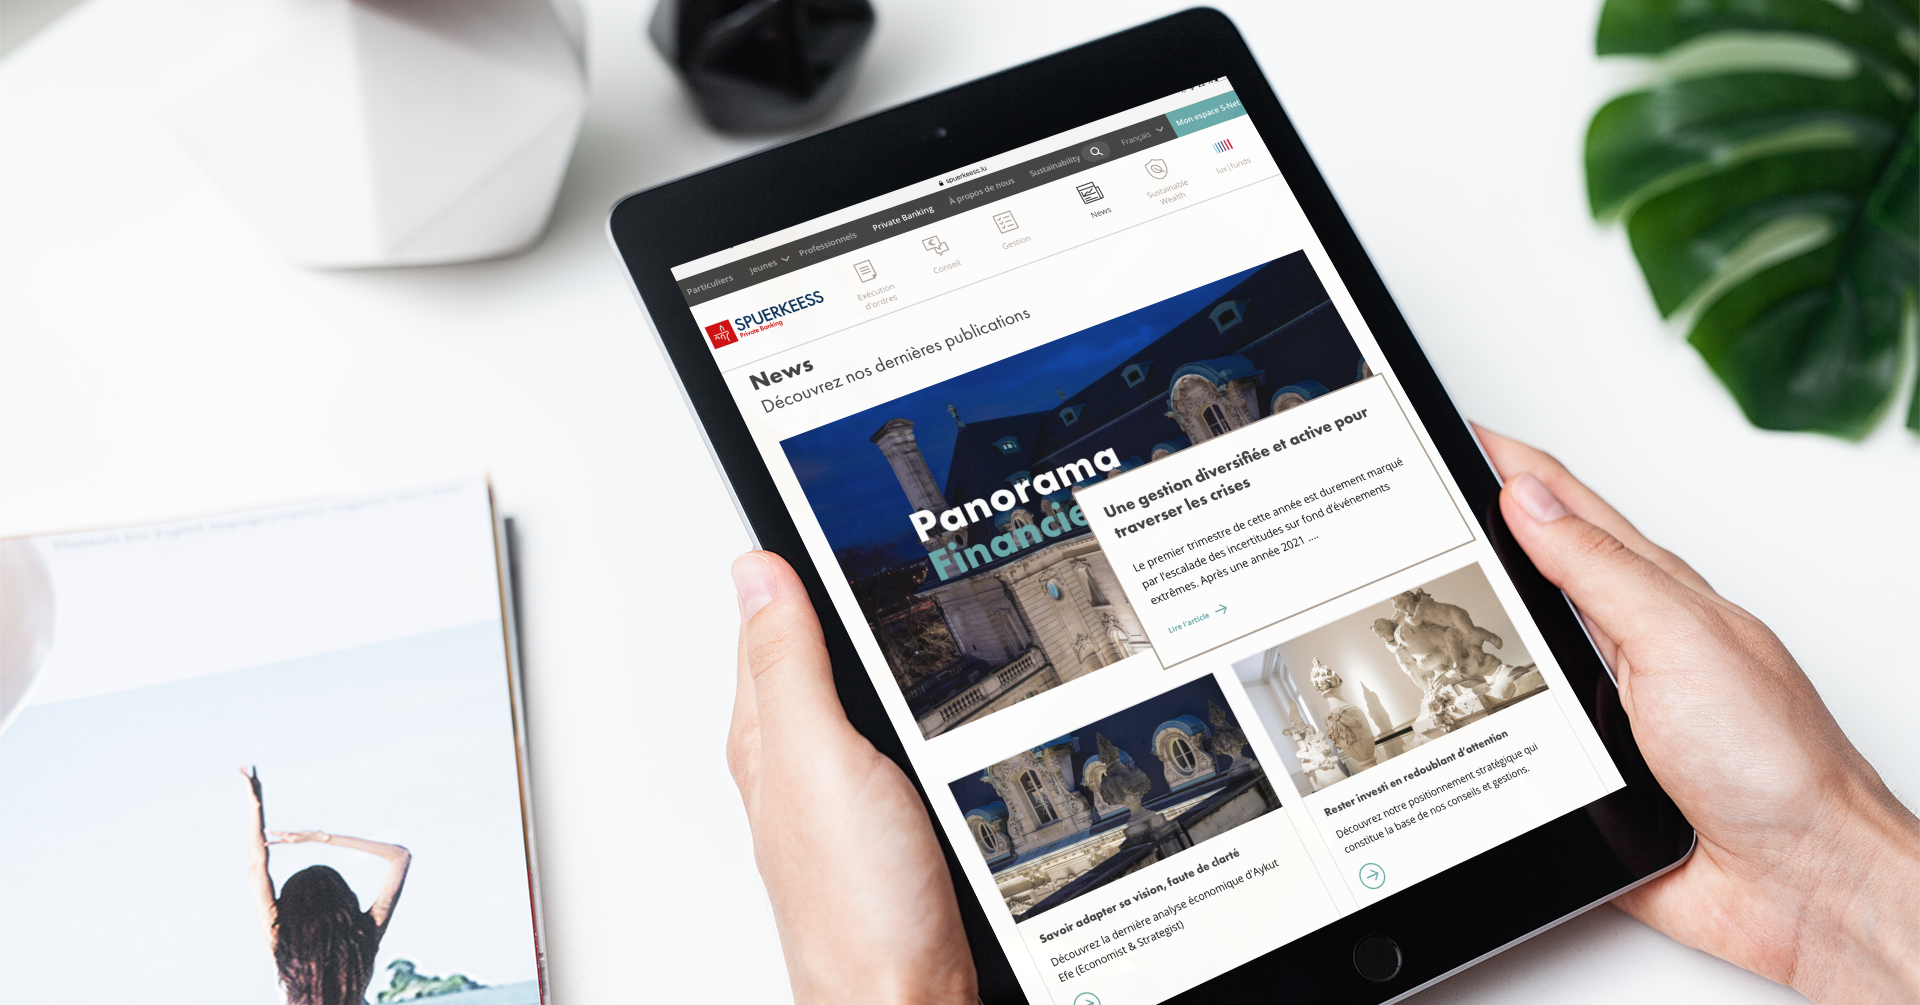 spuerkeess.lu
Particuliers Jeunes Professionnels Private Banking À propos de nous Sustainability Français Mon espace S-Net
SPUERKEESS
Private Banking
Exécution
d'ordres
Conseil
Gestion
News
Sustainable
Wealth
lux|funds
News
Découvrez nos dernières publications
Panorama
Financie
Une gestion diversifiée et active pour
traverser les crises
Le premier trimestre de cette année est durement marqué
par l'escalade des incertitudes sur fond d'événements
extrêmes. Après une année 2021 ....
Lire l'article
Savoir adapter sa vision, faute de clarté
Découvrez la dernière analyse économique d'Aykut
Efe (Economist & Strategist)
Rester investi en redoublant d'attention
Découvrez notre positionnement stratégique qui
constitue la base de nos conseils et gestions.